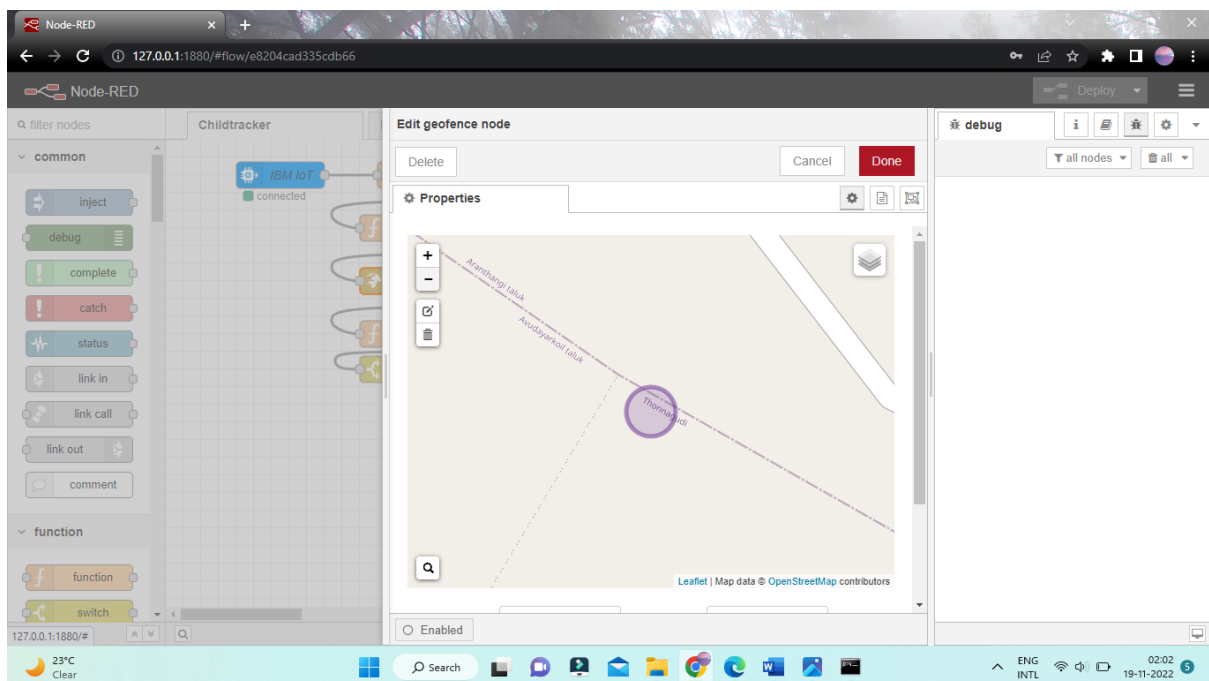 Node-RED
127.0.0.1:1880/#flow/e8204cad335cdb66
Node-RED
Deploy
filter nodes
common
inject
debug
complete
catch
status
link in
link call
link out
comment
function
function
switch
127.0.0.1:1880/#
Childtracker
IBM IoT
connected
Edit geofence node
Delete
Cancel
Done
Properties
+
−
Aranthangi taluk
Avudayarkoil taluk
Thonnagudi
Leaflet | Map data © OpenStreetMap contributors
Enabled
debug
i
all nodes
all
23°C
Clear
Search
ENG
INTL
02:02
19-11-2022
5